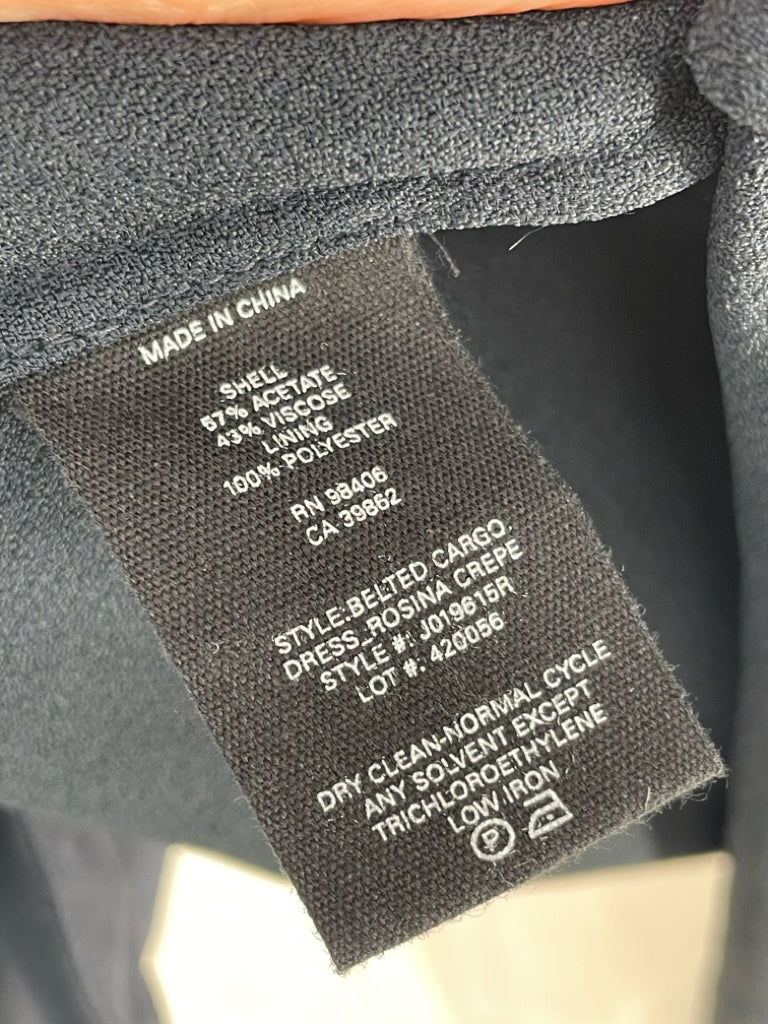 MADE IN CHINA
SHELL
57% ACETATE
43% VISCOSE
LINING
100% POLYESTER
RN 98406
CA 39862
STYLE:BELTED CARGO
DRESS_ROSINA CREPE
STYLE #: J019615R
LOT #: 420056
DRY CLEAN-NORMAL CYCLE
ANY SOLVENT EXCEPT
TRICHLOROETHYLENE
LOW IRON
P